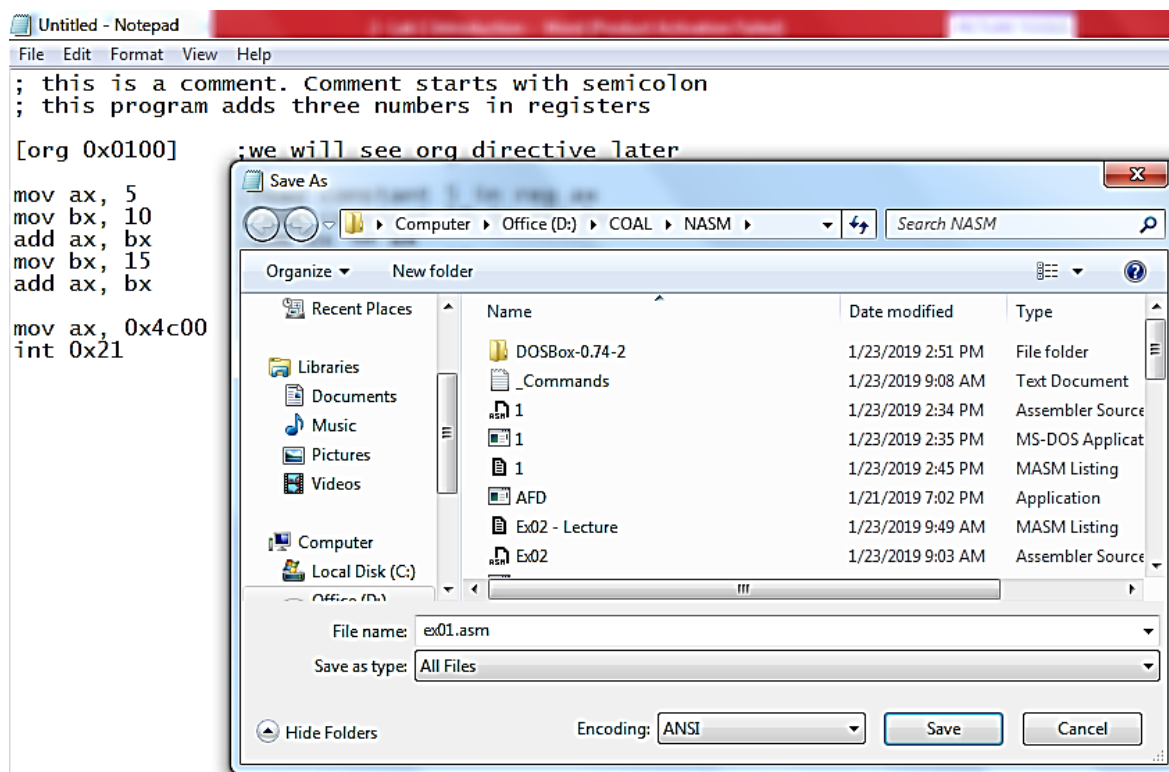 Untitled - Notepad
File Edit Format View Help
; this is a comment. Comment starts with semicolon
; this program adds three numbers in registers
[org 0x0100] ;we will see org directive later
mov ax, 5
mov bx, 10
add ax, bx
mov bx, 15
add ax, bx
mov ax, 0x4c00
int 0x21
Save As
Computer Office (D:) COAL NASM
Search NASM
Organize New folder
Recent Places
Libraries
Documents
Music
Pictures
Videos
Computer
Local Disk (C:)
Office (D:)
Name Date modified Type
DOSBox-0.74-2 1/23/2019 2:51 PM File folder
_Commands 1/23/2019 9:08 AM Text Document
1 1/23/2019 2:34 PM Assembler Source
1 1/23/2019 2:35 PM MS-DOS Applicat
1 1/23/2019 2:45 PM MASM Listing
AFD 1/21/2019 7:02 PM Application
Ex02 - Lecture 1/23/2019 9:49 AM MASM Listing
Ex02 1/23/2019 9:03 AM Assembler Source
File name: ex01.asm
Save as type: All Files
Hide Folders
Encoding: ANSI
Save
Cancel